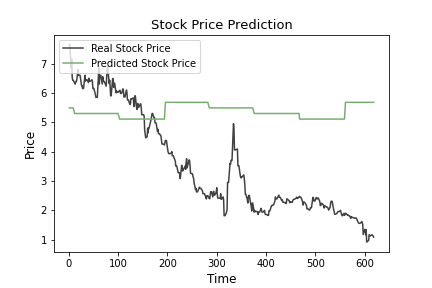 Stock Price Prediction
Real Stock Price
Predicted Stock Price
Price
7
6
5
4
3
2
1
0 100 200 300 400 500 600
Time